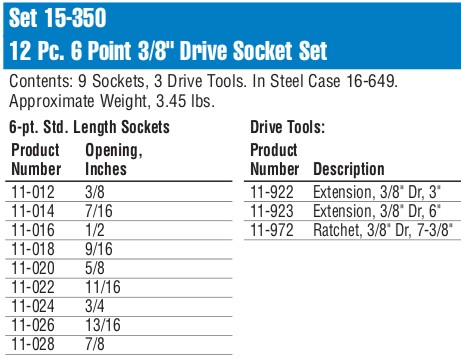 Set 15-350
12 Pc. 6 Point 3/8" Drive Socket Set
Contents: 9 Sockets, 3 Drive Tools. In Steel Case 16-649.
Approximate Weight, 3.45 lbs.
6-pt. Std. Length Sockets
Product Opening,
Number Inches
11-012 3/8
11-014 7/16
11-016 1/2
11-018 9/16
11-020 5/8
11-022 11/16
11-024 3/4
11-026 13/16
11-028 7/8
Drive Tools:
Product
Number Description
11-922 Extension, 3/8" Dr, 3"
11-923 Extension, 3/8" Dr, 6"
11-972 Ratchet, 3/8" Dr, 7-3/8"